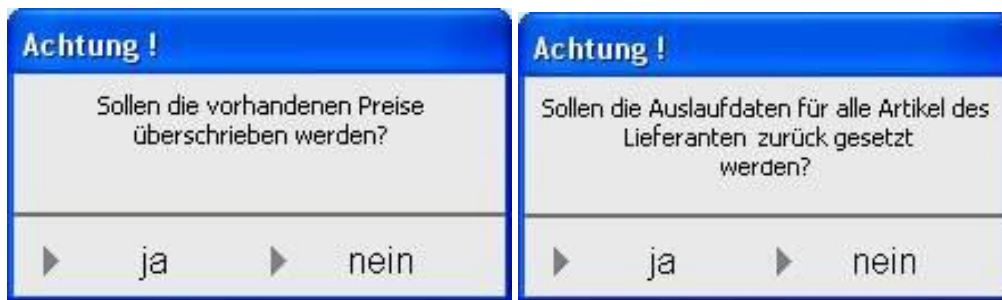 Achtung !
Sollen die vorhandenen Preise
überschrieben werden?
ja
nein
Achtung !
Sollen die Auslaufdaten für alle Artikel des
Lieferanten zurück gesetzt
werden?
ja
nein